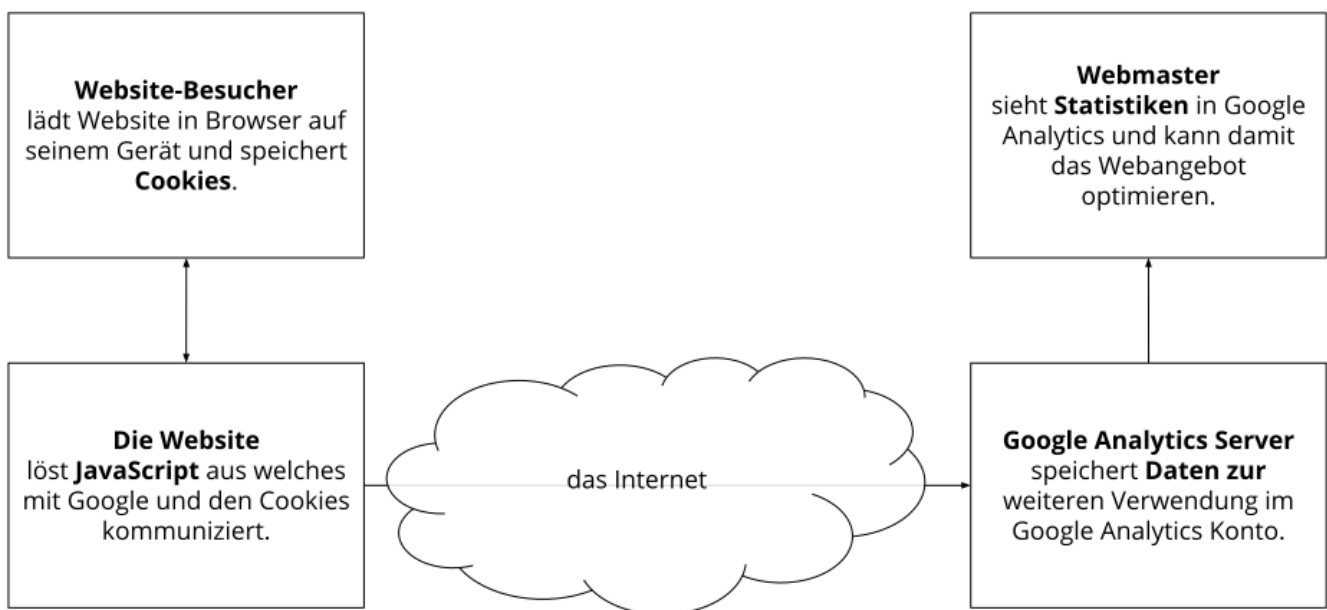 Website-Besucher
lädt Website in Browser auf
seinem Gerät und speichert
Cookies.
Webmaster
sieht Statistiken in Google
Analytics und kann damit
das Webangebot
optimieren.
Die Website
löst JavaScript aus welches
mit Google und den Cookies
kommuniziert.
das Internet
Google Analytics Server
speichert Daten zur
weiteren Verwendung im
Google Analytics Konto.